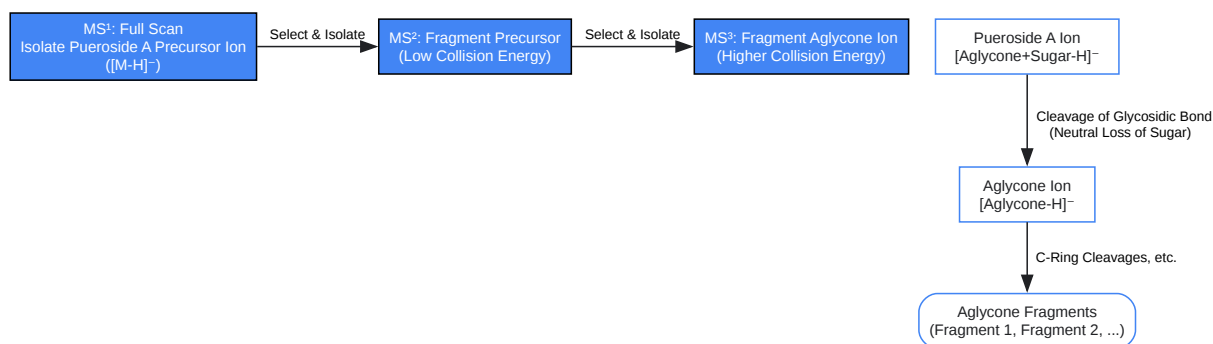 MS¹: Full Scan
Isolate Pueroside A Precursor Ion
([M-H]⁻)
Select & Isolate
MS²: Fragment Precursor
(Low Collision Energy)
Select & Isolate
MS³: Fragment Aglycone Ion
(Higher Collision Energy)
Pueroside A Ion
[Aglycone+Sugar-H]⁻
Cleavage of Glycosidic Bond
(Neutral Loss of Sugar)
Aglycone Ion
[Aglycone-H]⁻
C-Ring Cleavages, etc.
Aglycone Fragments
(Fragment 1, Fragment 2, ...)